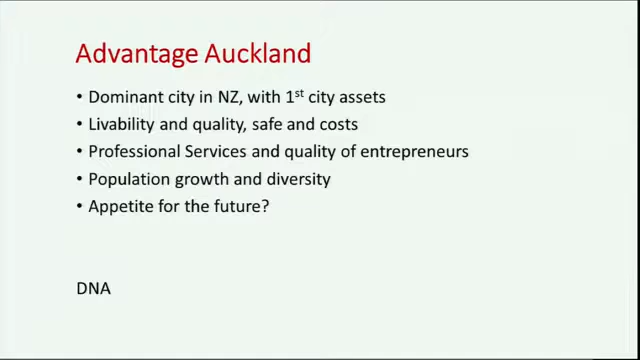 Advantage Auckland
• Dominant city in NZ, with 1st city assets
• Livability and quality, safe and costs
• Professional Services and quality of entrepreneurs
• Population growth and diversity
• Appetite for the future?
DNA